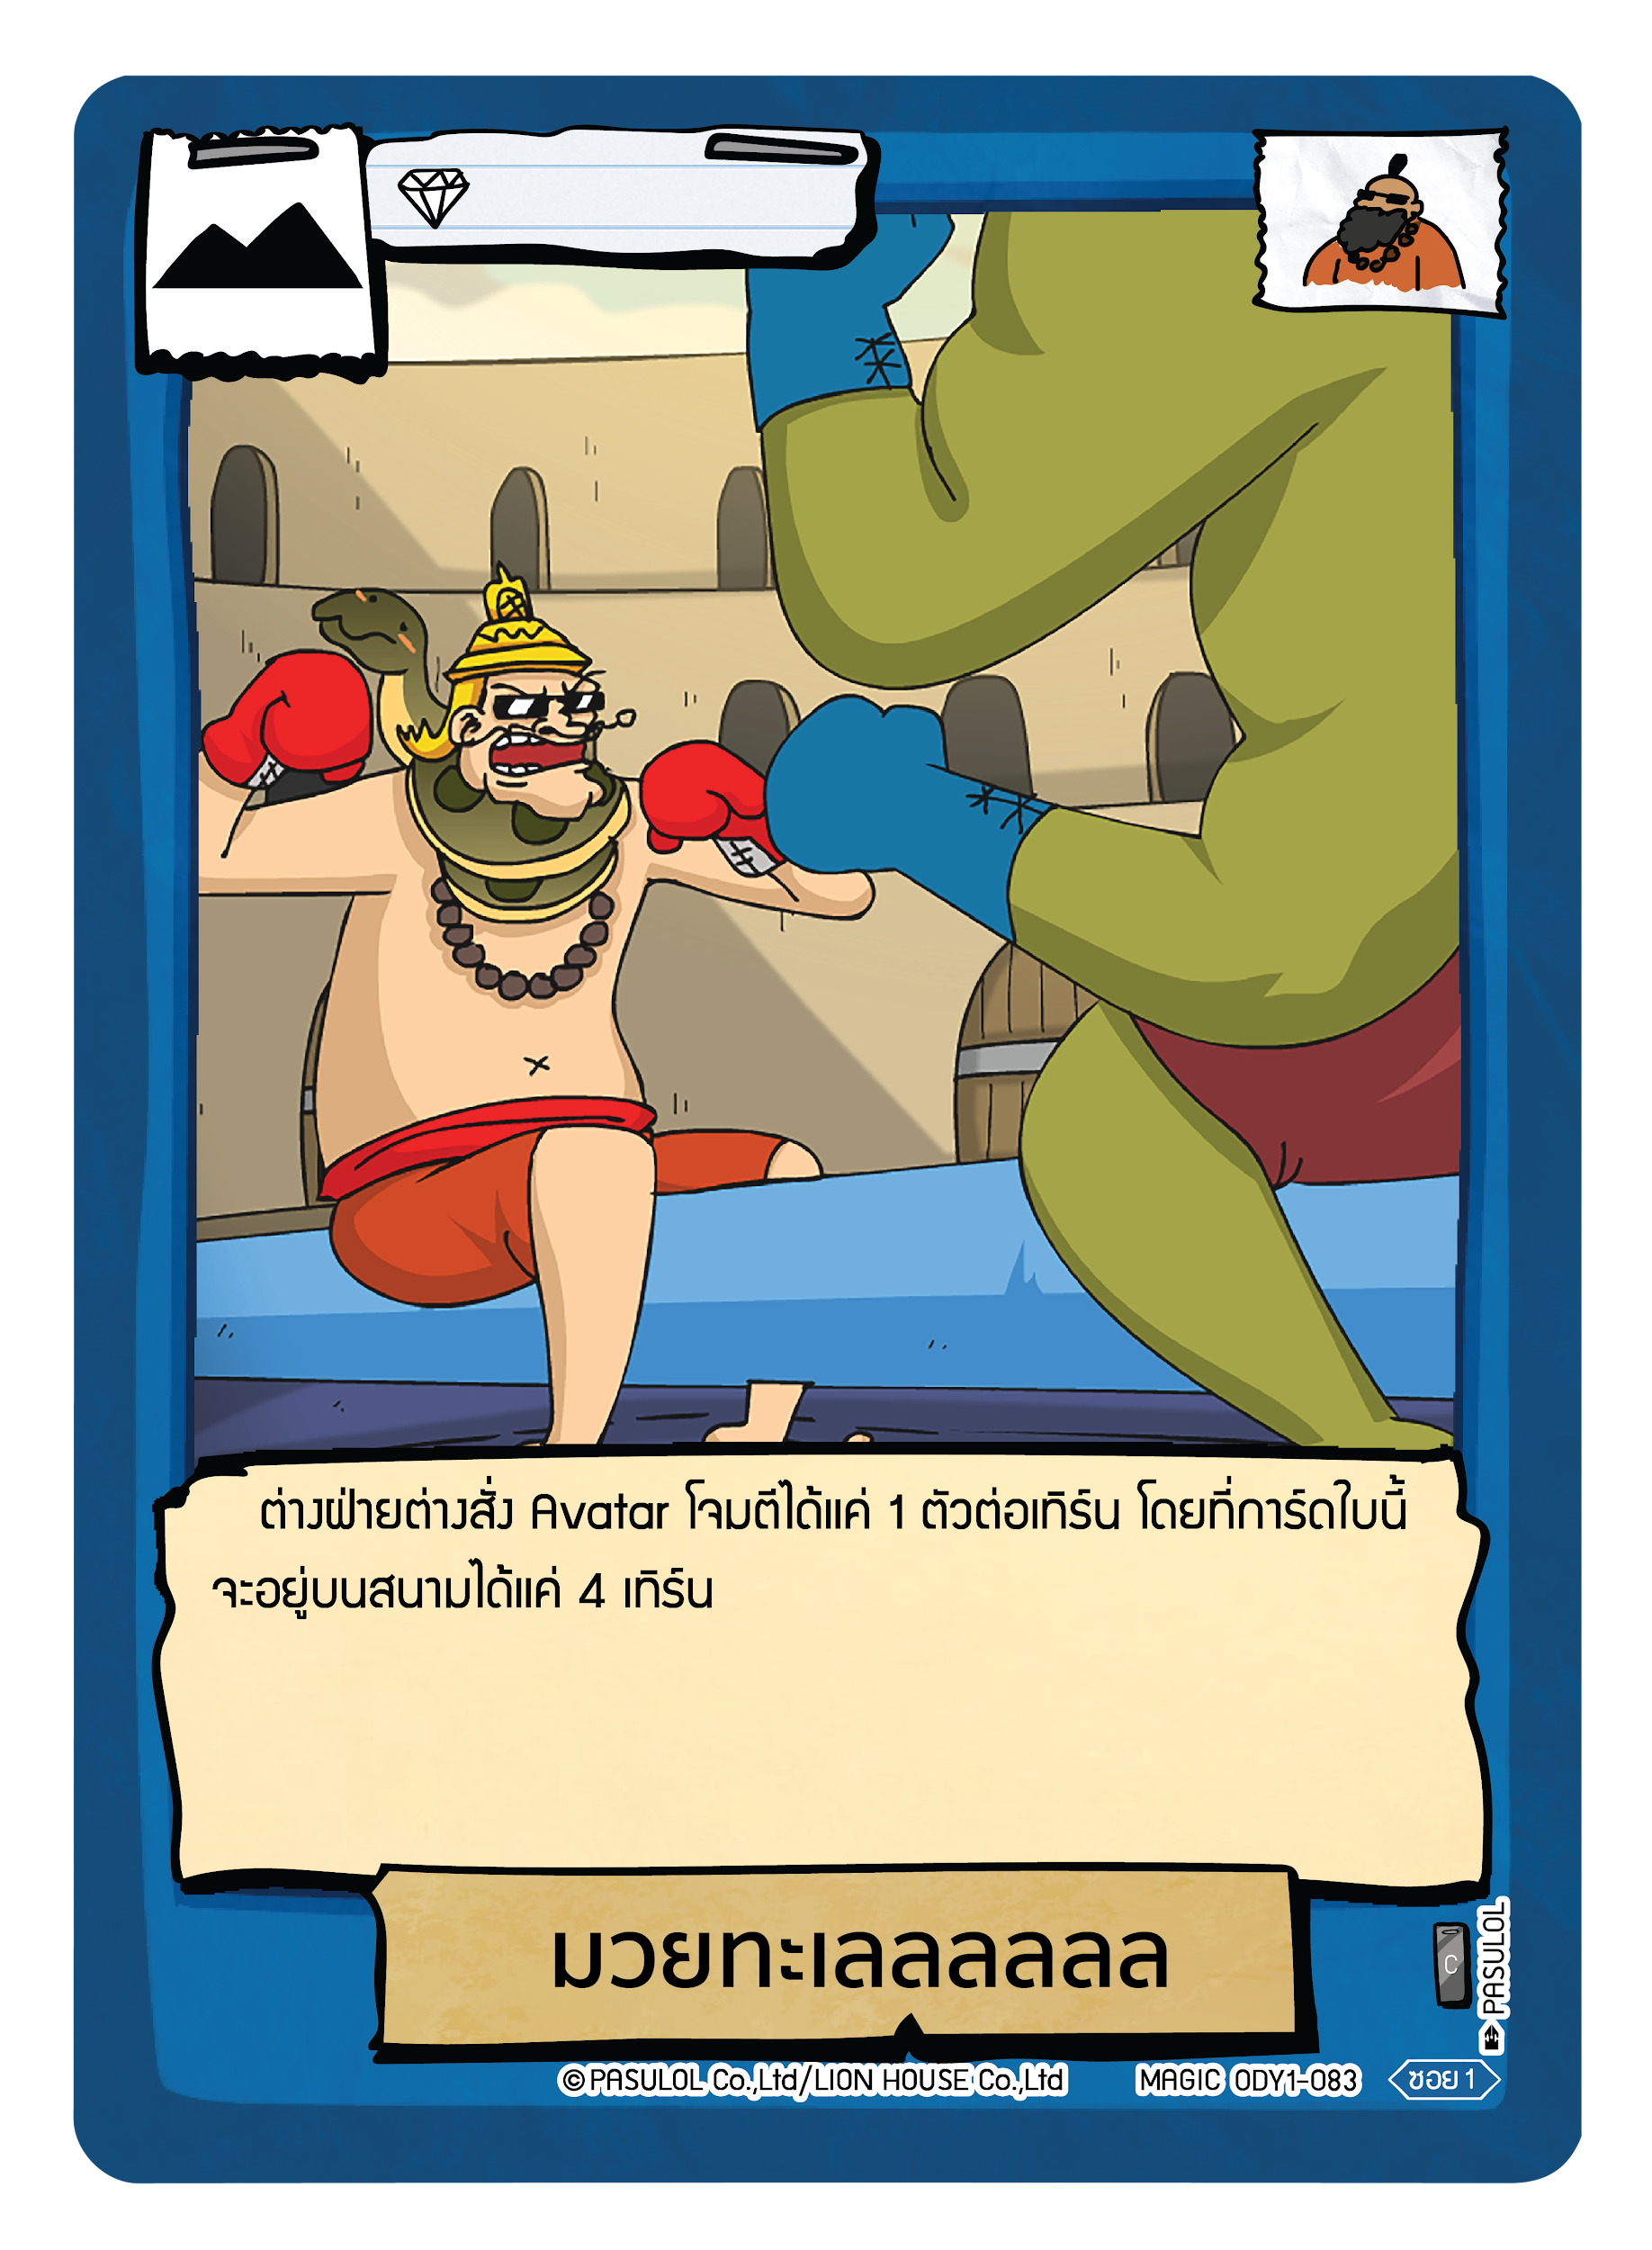 ต่างฝ่ายต่างสั่ง Avatar โจมตีได้แค่ 1 ตัวต่อเทิร์น โดยที่การ์ดใบนี้
จะอยู่บนสนามได้แค่ 4 เทิร์น
มวยทะเลลลลลล
C
PASULOL
©PASULOL Co.,Ltd/LION HOUSE Co.,Ltd
MAGIC ODY1-083
ซอย 1